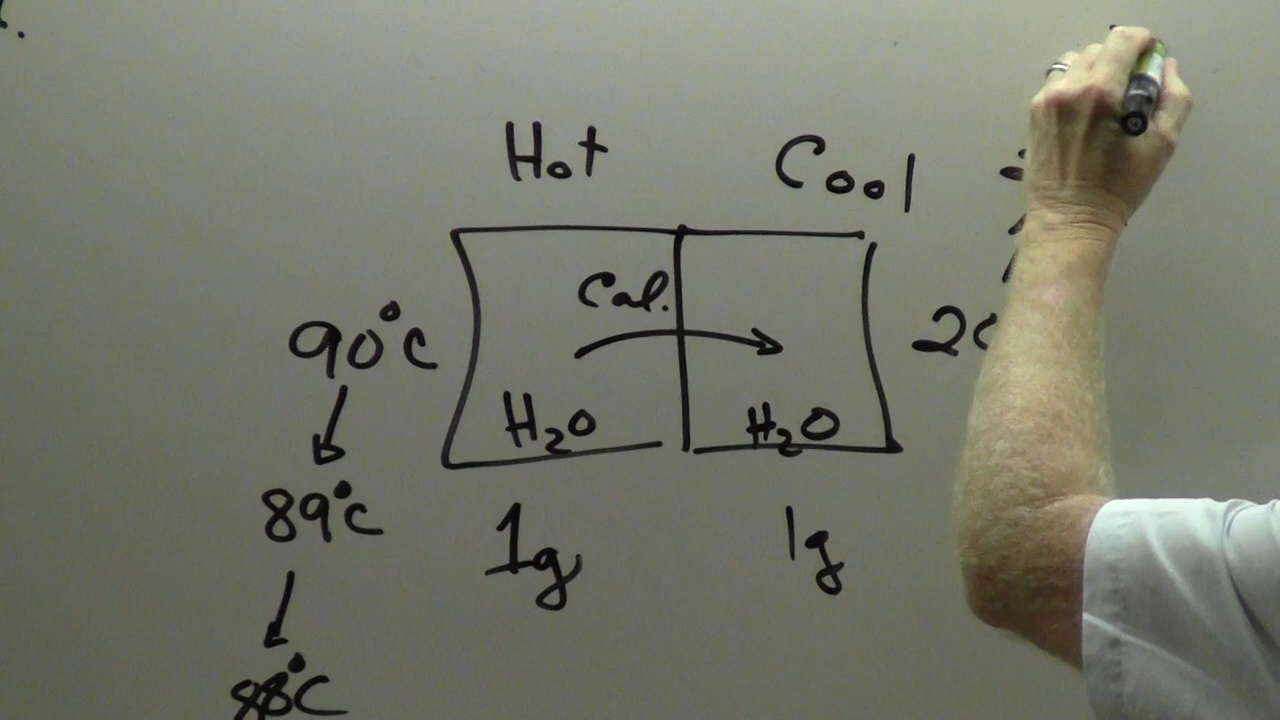 Hot Cool
Cal.
90°C
H₂O H₂O
89°C 1g 1g
88°C